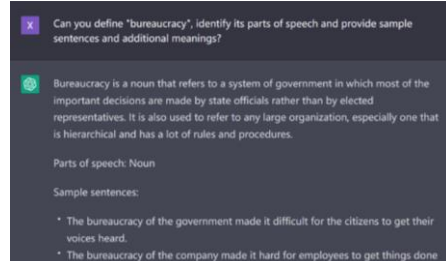 X
Can you define "bureaucracy", identify its parts of speech and provide sample
sentences and additional meanings?
Bureaucracy is a noun that refers to a system of government in which most of the
important decisions are made by state officials rather than by elected
representatives. It is also used to refer to any large organization, especially one that
is hierarchical and has a lot of rules and procedures.
Parts of speech: Noun
Sample sentences:
* The bureaucracy of the government made it difficult for the citizens to get their
voices heard.
* The bureaucracy of the company made it hard for employees to get things done